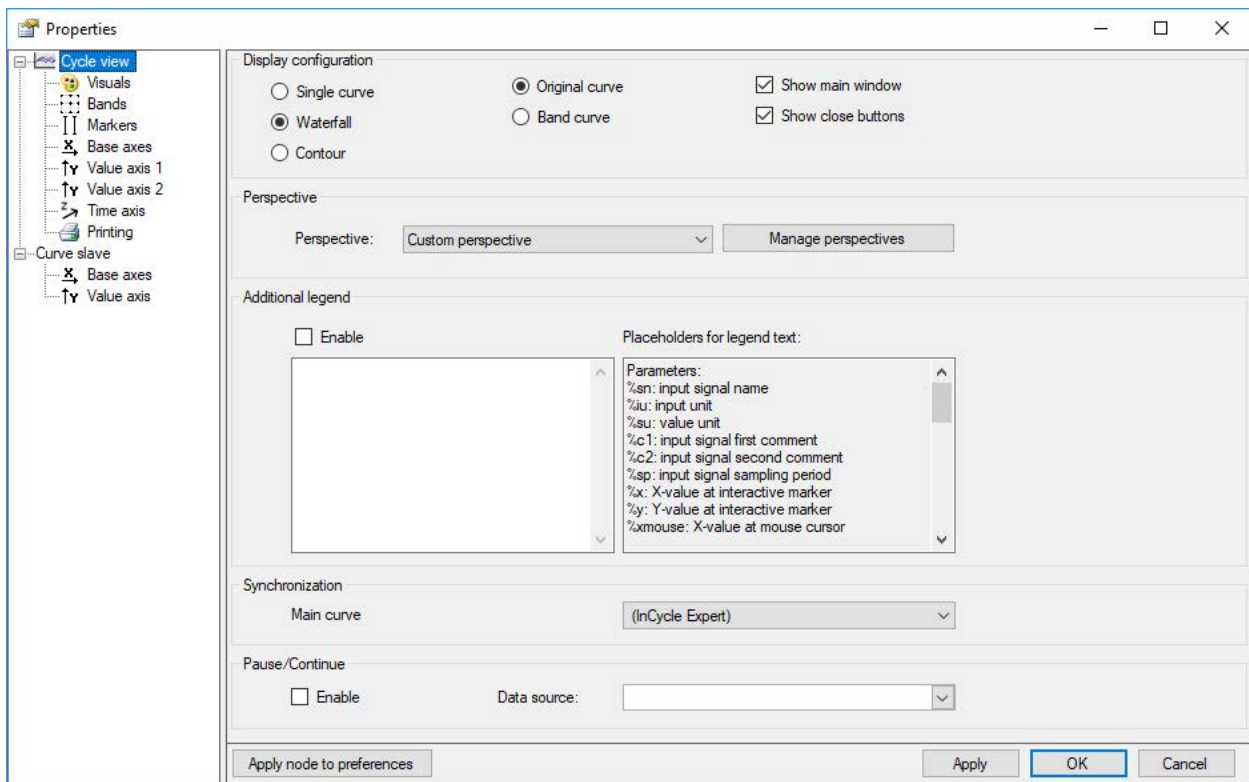 Properties
Cycle view
Visuals
Bands
Markers
X Base axes
Y Value axis 1
Y Value axis 2
Z Time axis
Printing
Curve slave
X Base axes
Y Value axis
Display configuration
Single curve
Original curve
Show main window
Waterfall
Band curve
Show close buttons
Contour
Perspective
Perspective:
Custom perspective
Manage perspectives
Additional legend
Enable
Placeholders for legend text:
Parameters:
%sn: input signal name
%iu: input unit
%su: value unit
%c1: input signal first comment
%c2: input signal second comment
%sp: input signal sampling period
%x: X-value at interactive marker
%y: Y-value at interactive marker
%xmouse: X-value at mouse cursor
Synchronization
Main curve
(InCycle Expert)
Pause/Continue
Enable
Data source:
Apply node to preferences
Apply
OK
Cancel